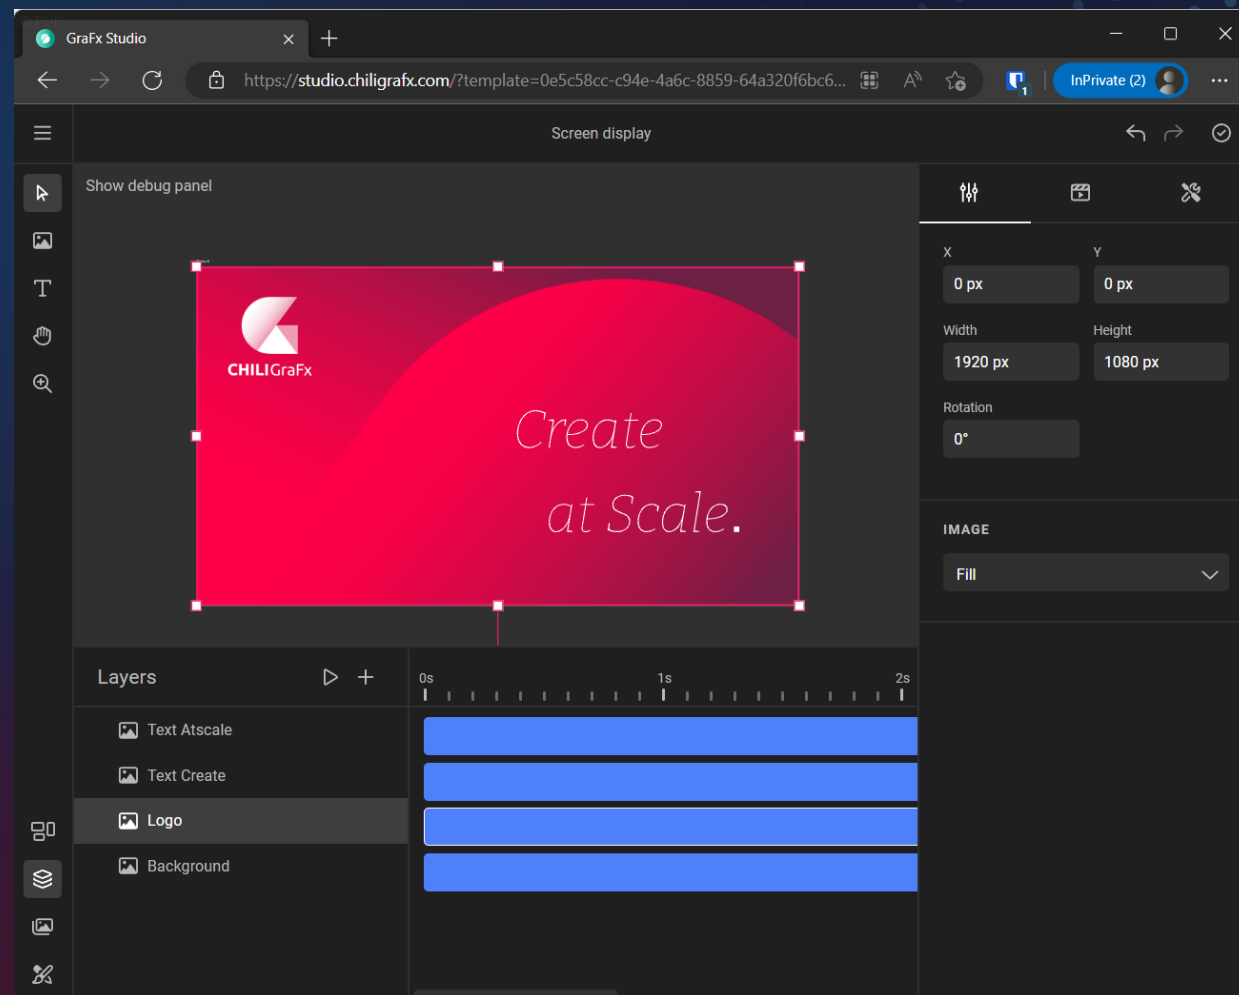 GraFx Studio
https://studio.chiligrafx.com/?template=0e5c58cc-c94e-4a6c-8859-64a320f6bc6...
1
InPrivate (2)
Screen display
Show debug panel
X
Y
0 px
0 px
Width
Height
1920 px
1080 px
Rotation
0°
IMAGE
Fill
CHILIGraFx
Create
at Scale.
Layers
0s
1s
2s
Text Atscale
Text Create
Logo
Background